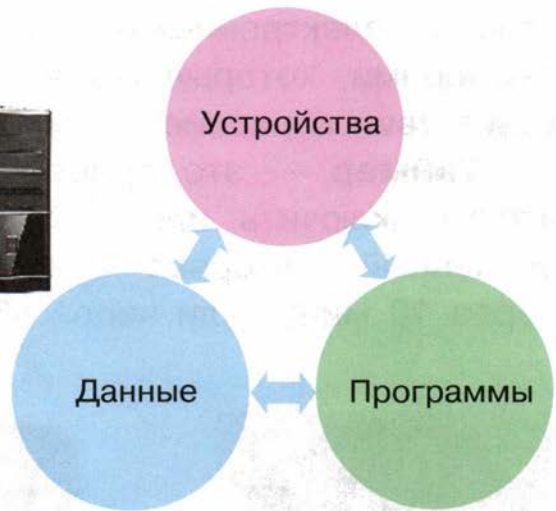 Устройства
Данные
Программы